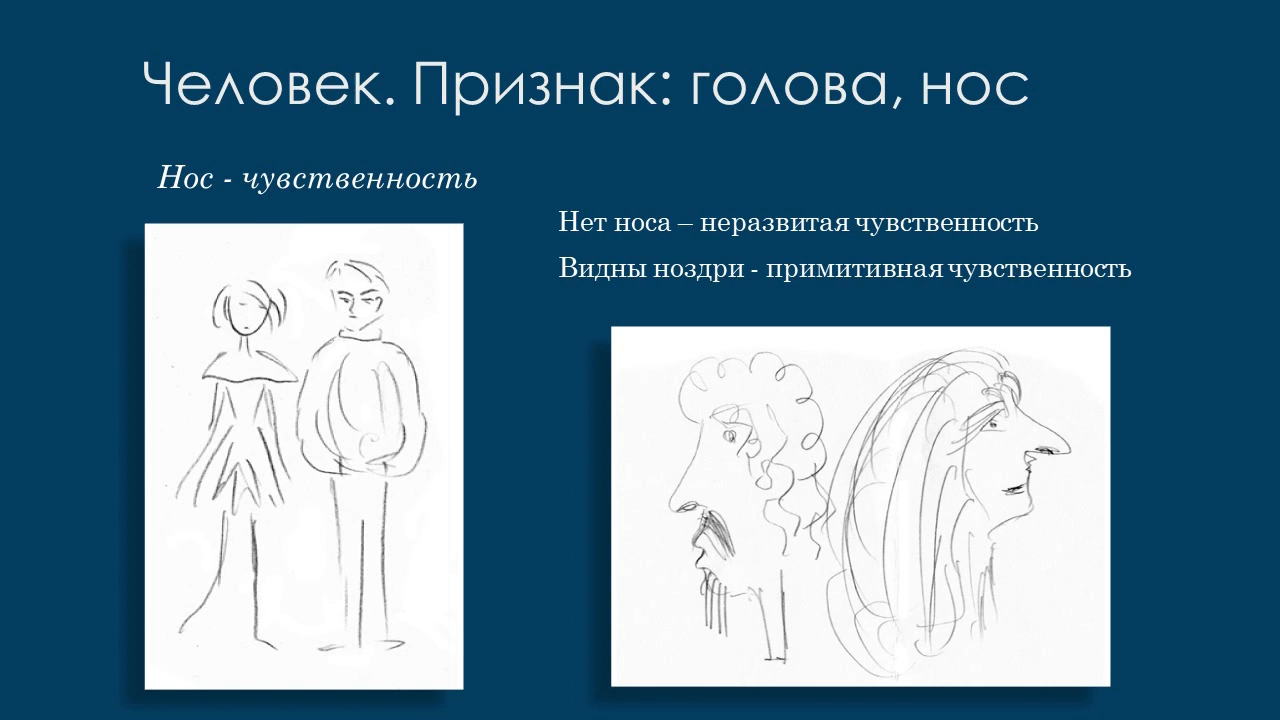 Человек. Признак: голова, нос
Нос - чувственность
Нет носа – неразвитая чувственность
Видны ноздри - примитивная чувственность